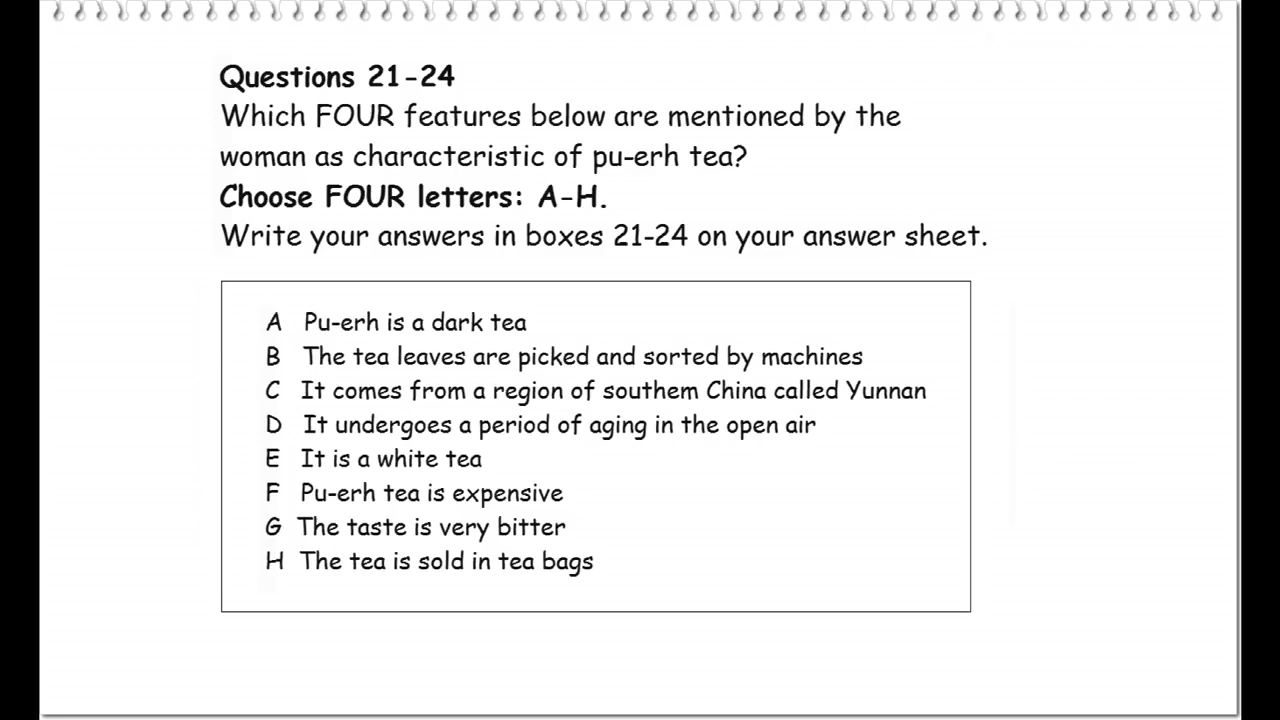 Questions 21-24
Which FOUR features below are mentioned by the
woman as characteristic of pu-erh tea?
Choose FOUR letters: A-H.
Write your answers in boxes 21-24 on your answer sheet.
A Pu-erh is a dark tea
B The tea leaves are picked and sorted by machines
C It comes from a region of southem China called Yunnan
D It undergoes a period of aging in the open air
E It is a white tea
F Pu-erh tea is expensive
G The taste is very bitter
H The tea is sold in tea bags